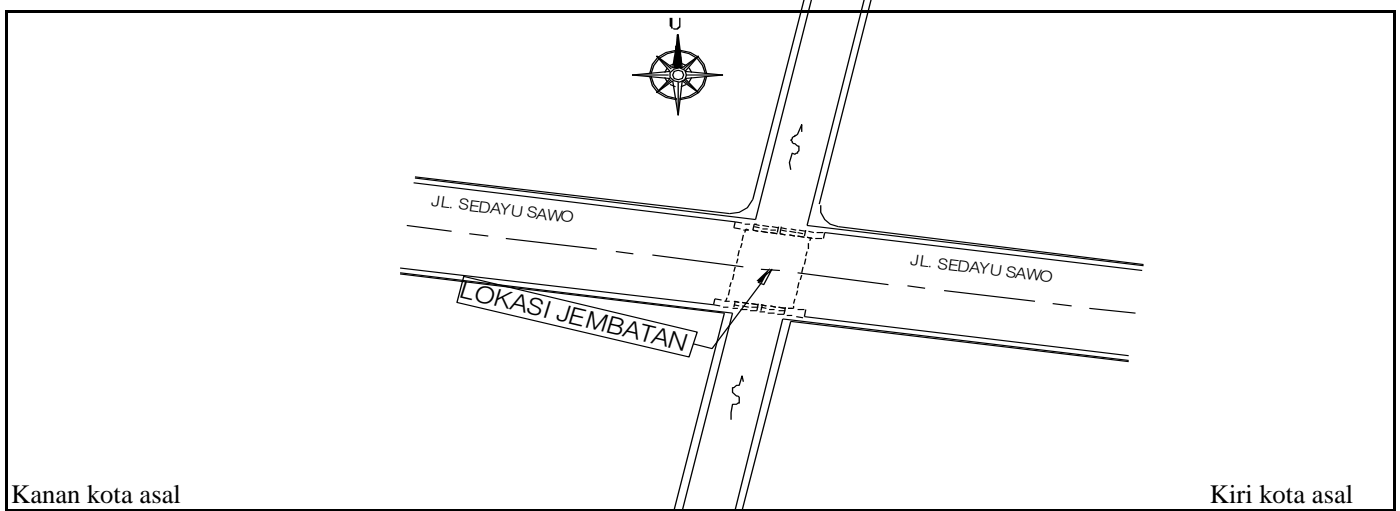 U
JL. SEDAYU SAWO
JL. SEDAYU SAWO
LOKASI JEMBATAN
Kanan kota asal
Kiri kota asal